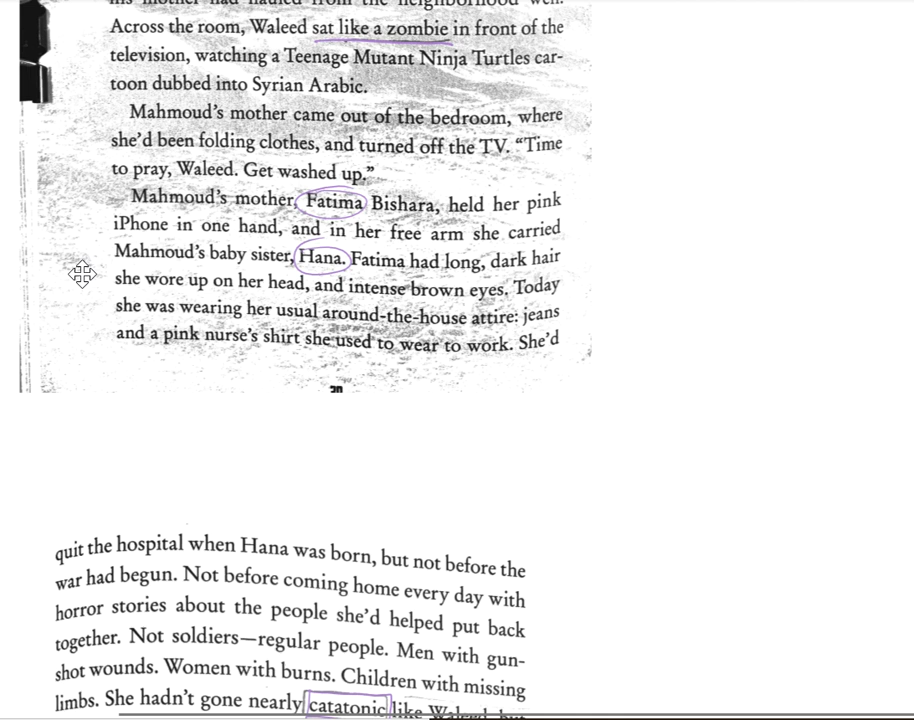 his mother had hauled from the neighborhood well.
Across the room, Waleed sat like a zombie in front of the
television, watching a Teenage Mutant Ninja Turtles car-
toon dubbed into Syrian Arabic.
Mahmoud's mother came out of the bedroom, where
she'd been folding clothes, and turned off the TV. “Time
to pray, Waleed. Get washed up.”
Mahmoud's mother, Fatima Bishara, held her pink
iPhone in one hand, and in her free arm she carried
Mahmoud's baby sister, Hana. Fatima had long, dark hair
she wore up on her head, and intense brown eyes. Today
she was wearing her usual around-the-house attire: jeans
and a pink nurse's shirt she used to wear to work. She'd
quit the hospital when Hana was born, but not before the
war had begun. Not before coming home every day with
horror stories about the people she'd helped put back
together. Not soldiers—regular people. Men with gun-
shot wounds. Women with burns. Children with missing
limbs. She hadn't gone nearly catatonic like Waleed, but